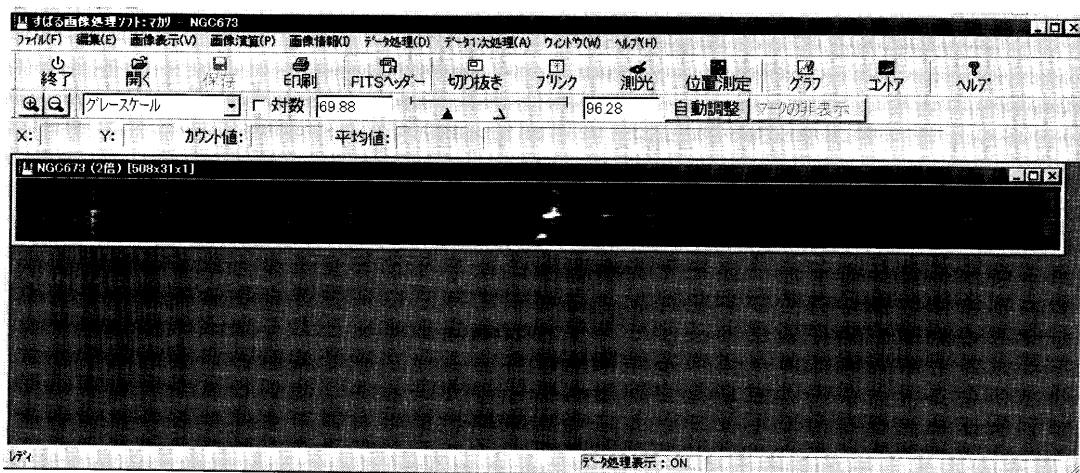 すばる画像処理ソフト:マカリ - NGC673
ファイル(F) 編集(E) 画像表示(V) 画像演算(P) 画像情報(I) データ処理(D) データ1次処理(A) ウィンドウ(W) ヘルプ(H)
終了 開く 保存 印刷 FITSヘッダー 切り抜き ブリンク 測光 位置測定 グラフ コントア ヘルプ
グレースケール 対数 69.88 96.28 自動調整 マークの非表示
X: Y: カウント値: 平均値:
NGC673 (2倍) [508x31x1]
レディ データ処理表示:ON